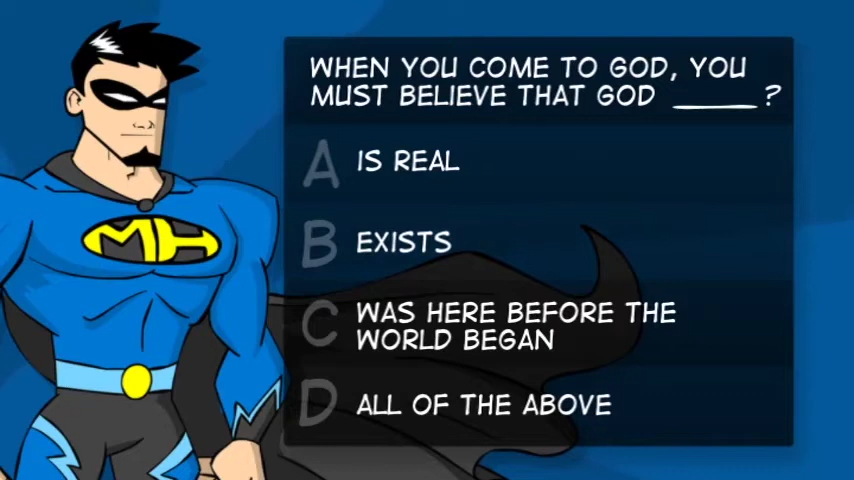 WHEN YOU COME TO GOD, YOU
MUST BELIEVE THAT GOD ______?
A IS REAL
B EXISTS
C WAS HERE BEFORE THE
WORLD BEGAN
D ALL OF THE ABOVE
MH